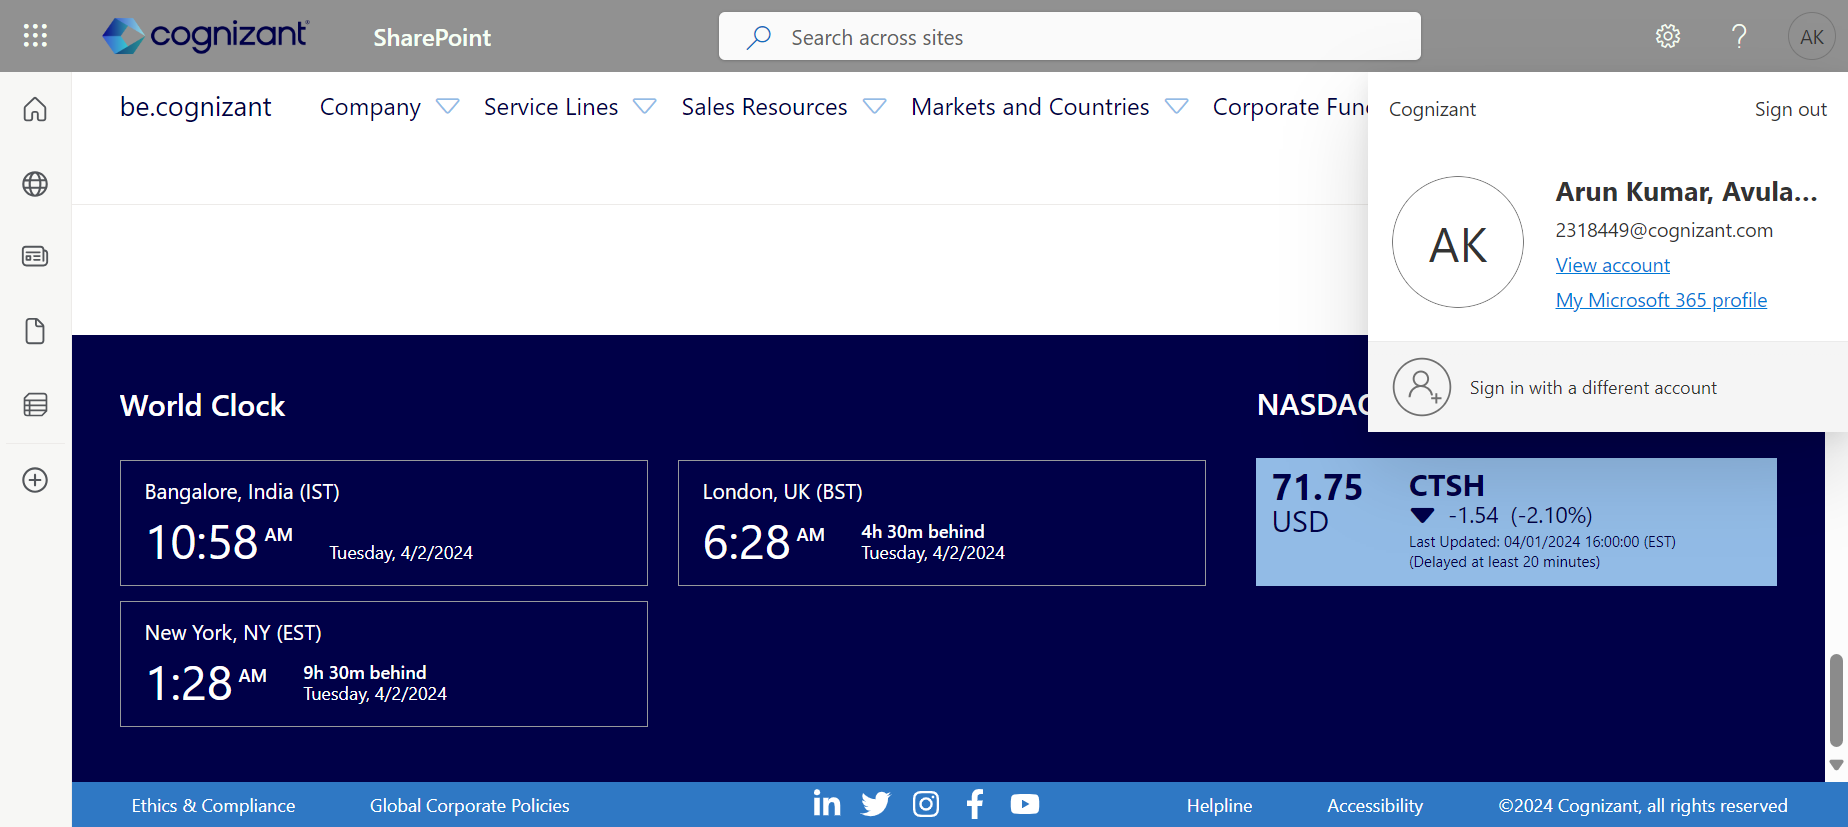 cognizant
SharePoint
Search across sites
AK
be.cognizant
Company
Service Lines
Sales Resources
Markets and Countries
Corporate Fun
Cognizant
Sign out
AK
Arun Kumar, Avula...
2318449@cognizant.com
View account
My Microsoft 365 profile
Sign in with a different account
World Clock
Bangalore, India (IST)
10:58 AM
Tuesday, 4/2/2024
London, UK (BST)
6:28 AM
4h 30m behind
Tuesday, 4/2/2024
New York, NY (EST)
1:28 AM
9h 30m behind
Tuesday, 4/2/2024
NASDAQ
71.75
USD
CTSH
-1.54 (-2.10%)
Last Updated: 04/01/2024 16:00:00 (EST)
(Delayed at least 20 minutes)
Ethics & Compliance
Global Corporate Policies
Helpline
Accessibility
©2024 Cognizant, all rights reserved